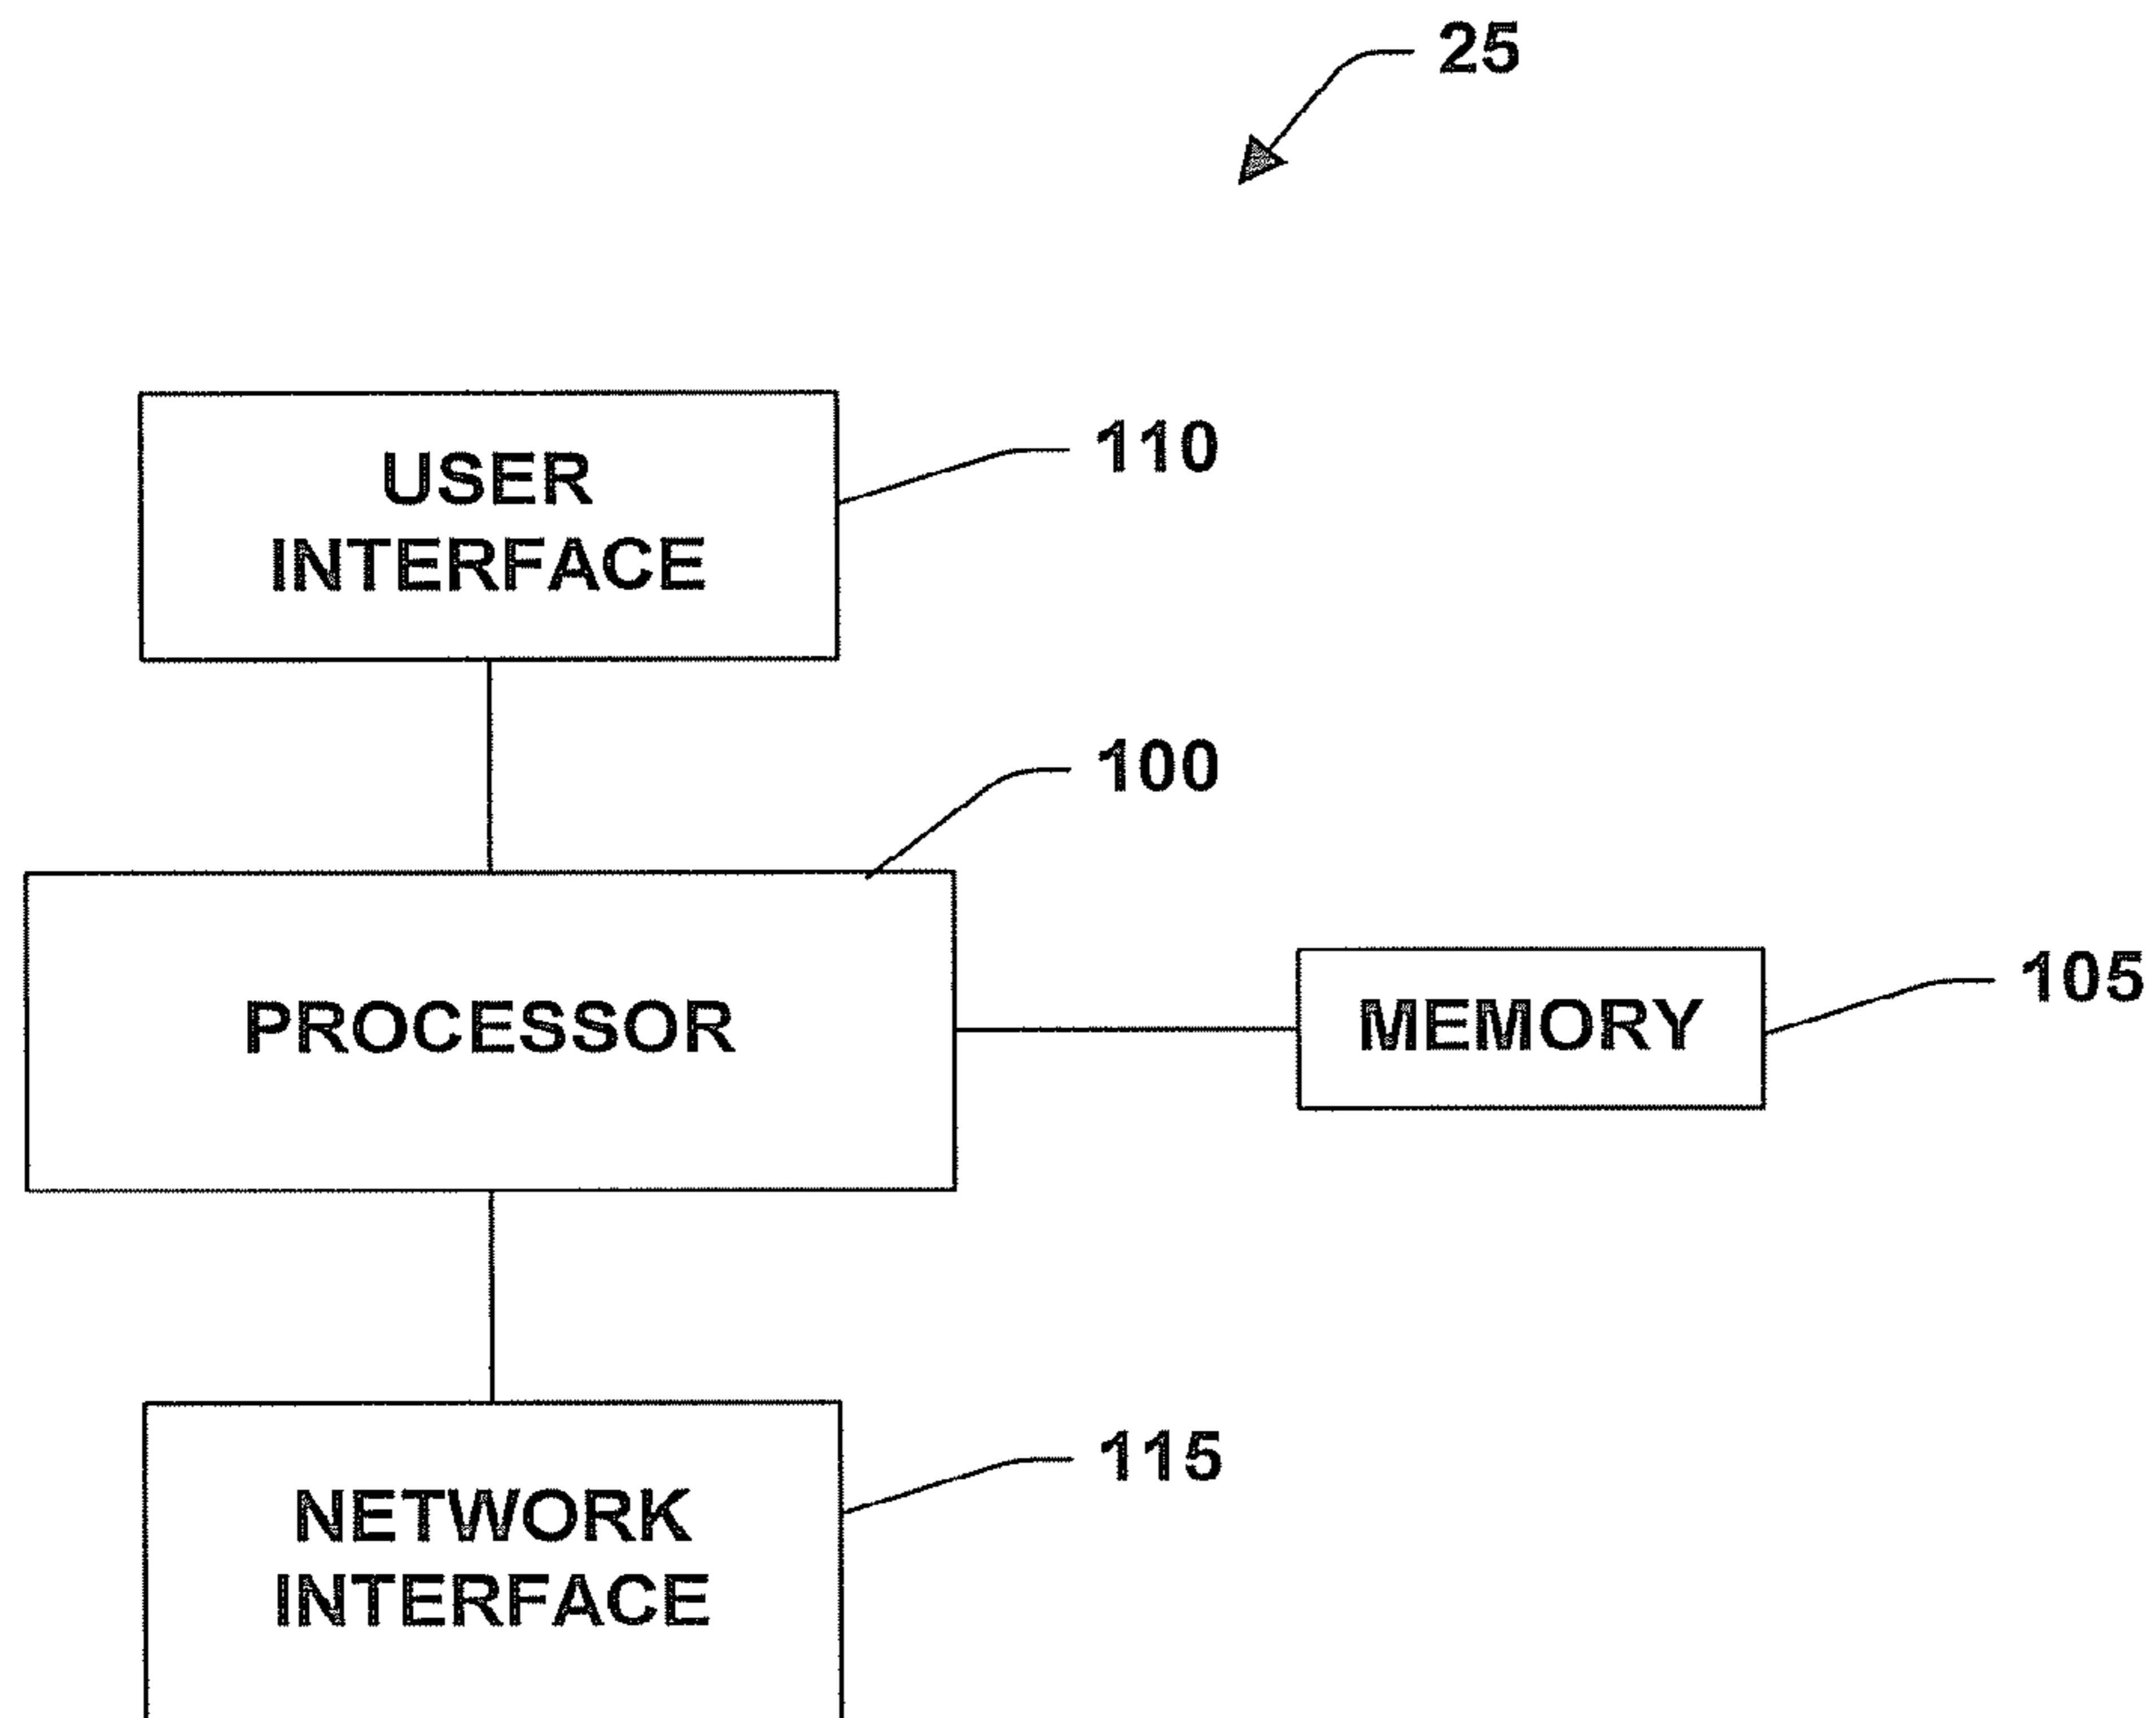 25
USER
INTERFACE
110
100
PROCESSOR
MEMORY
105
115
NETWORK
INTERFACE